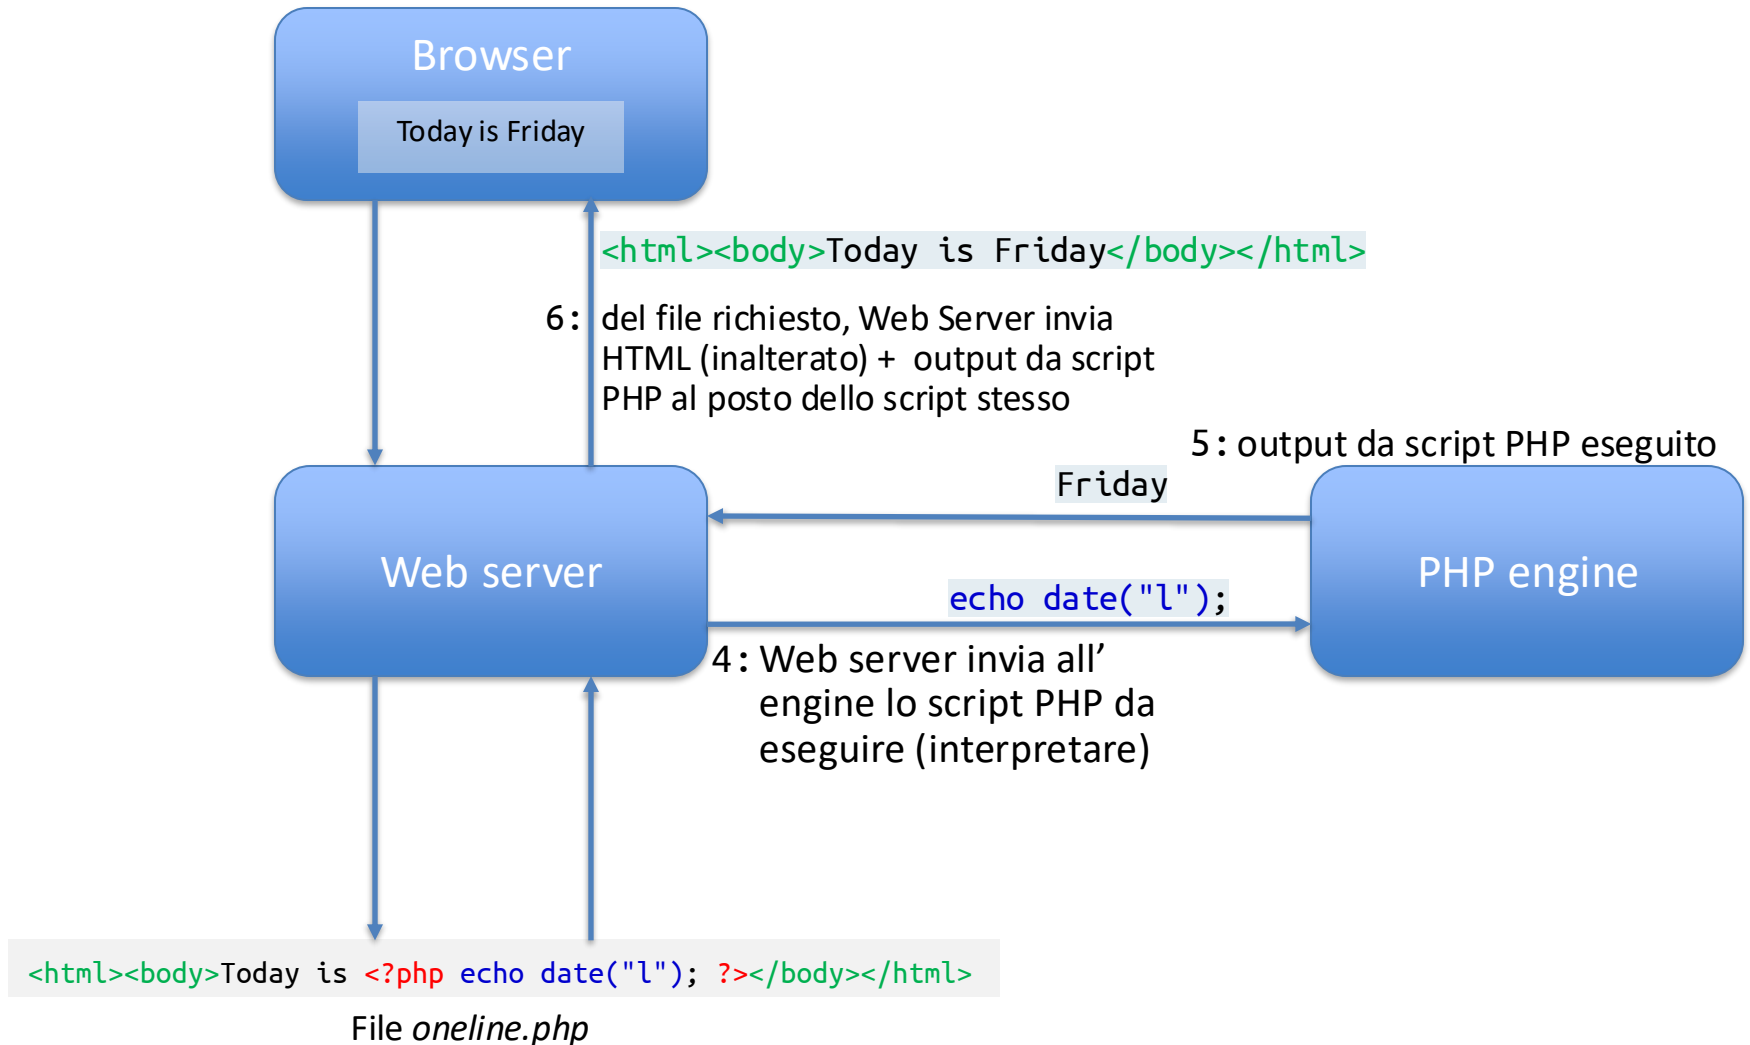 Browser
Today is Friday
<html><body>Today is Friday</body></html>
6: del file richiesto, Web Server invia
HTML (inalterato) + output da script
PHP al posto dello script stesso
5: output da script PHP eseguito
Friday
Web server
PHP engine
echo date("l");
4: Web server invia all’
engine lo script PHP da
eseguire (interpretare)
<html><body>Today is <?php echo date("l"); ?></body></html>
File oneline.php